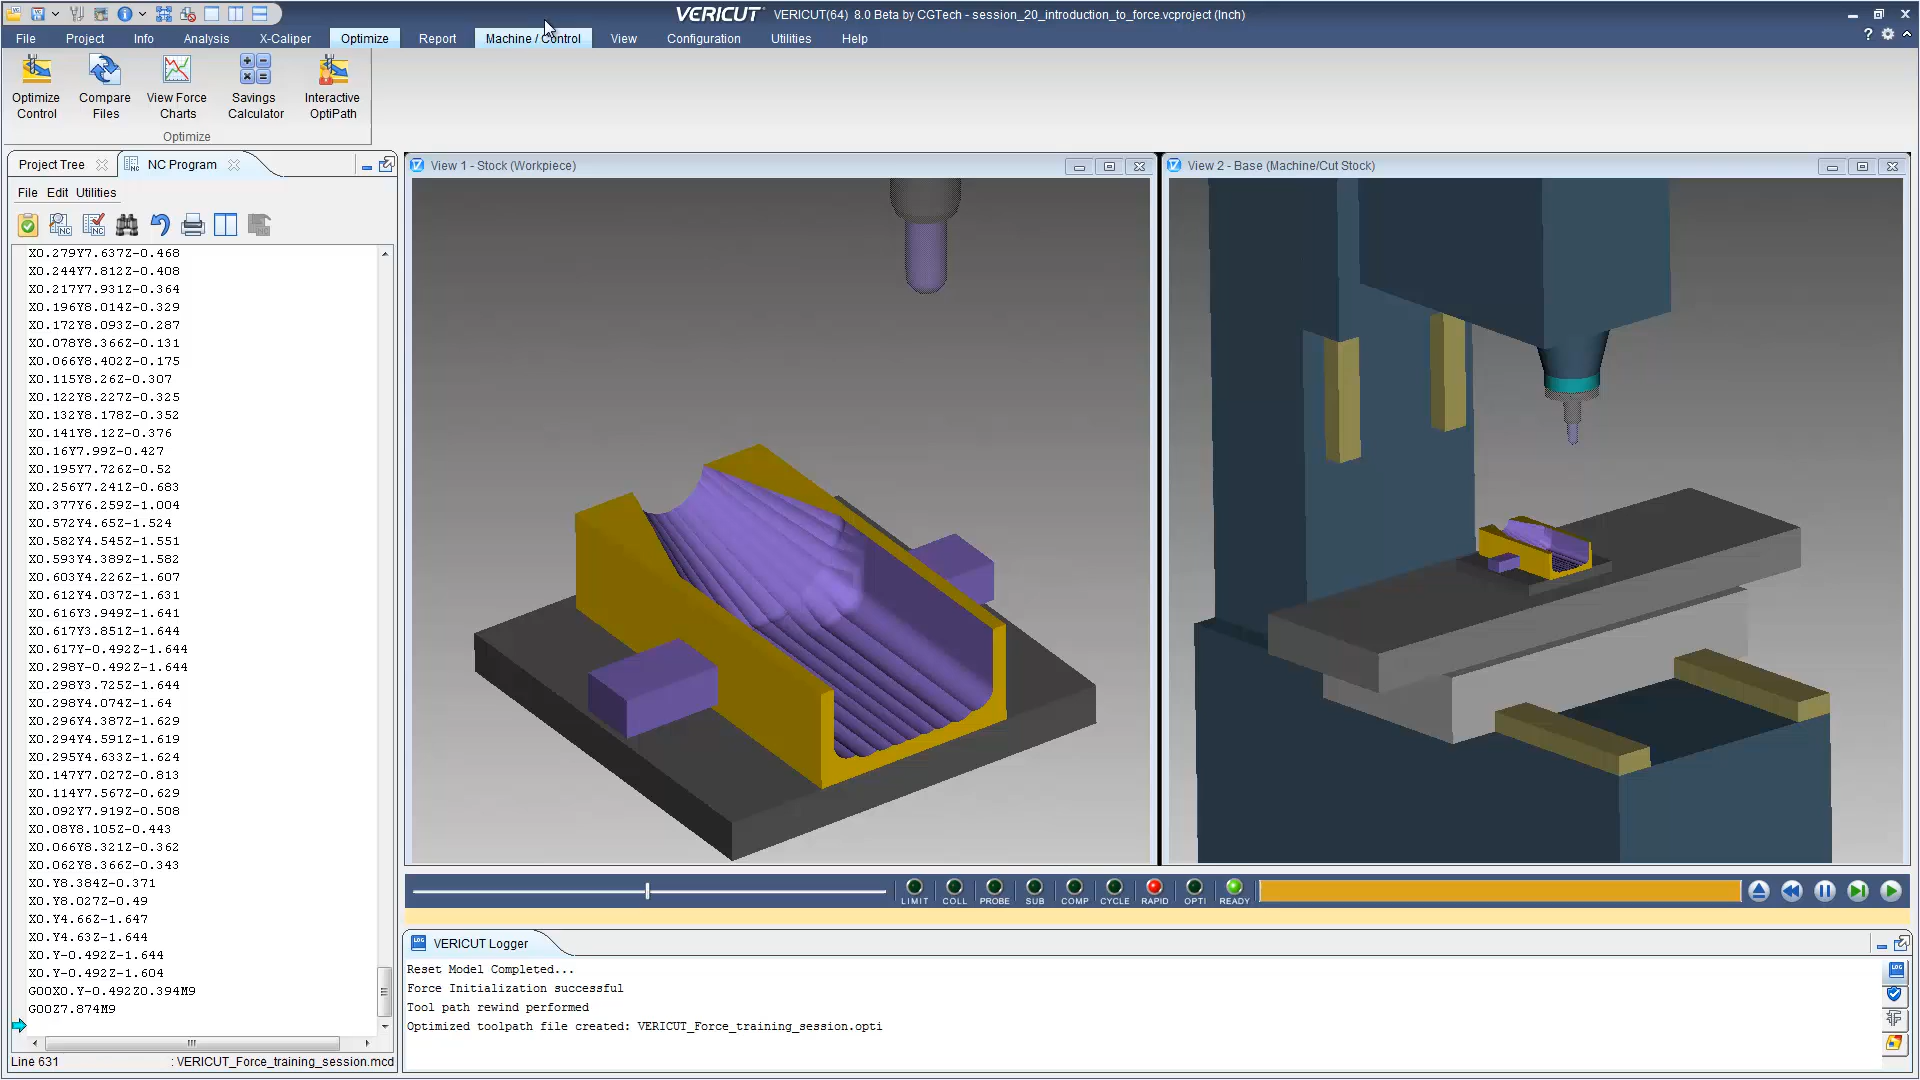 VERICUT VERICUT(64) 8.0 Beta by CGTech - session_20_introduction_to_force.vcproject (Inch)
File Project Info Analysis X-Caliper Optimize Report Machine / Control View Configuration Utilities Help
Optimize Control
Compare Files
View Force Charts
Savings Calculator
Interactive OptiPath
Optimize
Project Tree NC Program
File Edit Utilities
X0.279Y7.637Z-0.468
X0.244Y7.812Z-0.408
X0.217Y7.931Z-0.364
X0.196Y8.014Z-0.329
X0.172Y8.093Z-0.287
X0.078Y8.366Z-0.131
X0.066Y8.402Z-0.175
X0.115Y8.26Z-0.307
X0.122Y8.227Z-0.325
X0.132Y8.178Z-0.352
X0.141Y8.12Z-0.376
X0.16Y7.99Z-0.427
X0.195Y7.726Z-0.52
X0.256Y7.241Z-0.683
X0.377Y6.259Z-1.004
X0.572Y4.65Z-1.524
X0.582Y4.545Z-1.551
X0.593Y4.389Z-1.582
X0.603Y4.226Z-1.607
X0.612Y4.037Z-1.631
X0.616Y3.949Z-1.641
X0.617Y3.851Z-1.644
X0.617Y-0.492Z-1.644
X0.298Y-0.492Z-1.644
X0.298Y3.725Z-1.644
X0.298Y4.074Z-1.64
X0.296Y4.387Z-1.629
X0.294Y4.591Z-1.619
X0.295Y4.633Z-1.624
X0.147Y7.027Z-0.813
X0.114Y7.567Z-0.629
X0.092Y7.919Z-0.508
X0.08Y8.105Z-0.443
X0.066Y8.321Z-0.362
X0.062Y8.366Z-0.343
X0.Y8.384Z-0.371
X0.Y8.027Z-0.49
X0.Y4.66Z-1.647
X0.Y4.63Z-1.644
X0.Y-0.492Z-1.644
X0.Y-0.492Z-1.604
G00X0.Y-0.492Z0.394M9
G00Z7.874M9
Line 631 : VERICUT_Force_training_session.mcd
View 1 - Stock (Workpiece)
View 2 - Base (Machine/Cut Stock)
LIMIT COLL PROBE SUB COMP CYCLE RAPID OPTI READY
VERICUT Logger
Reset Model Completed...
Force Initialization successful
Tool path rewind performed
Optimized toolpath file created: VERICUT_Force_training_session.opti